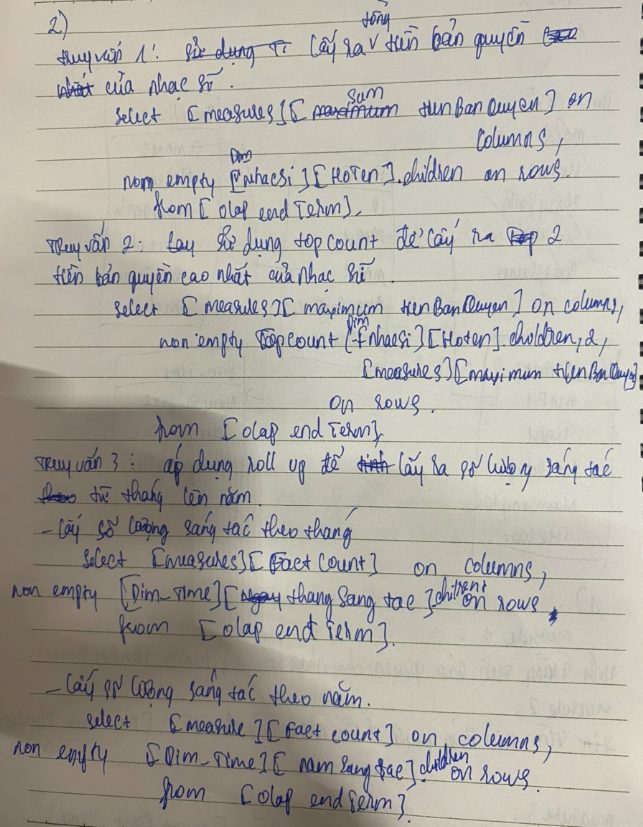 2)
truy vấn 1: sử dụng Lấy ra tổng tiền bản quyền
nhất của nhạc sĩ.
select [measures][maximum sum tienBanQuyen] on
columns,
non empty [Dim nhacsi][HoTen].children on rows.
from [olap end Term].
Truy vấn 2: sử dụng topcount để lấy ra top 2
tiền bản quyền cao nhất của nhạc sĩ.
select [measures][maximum tienBanQuyen] on columns,
non empty topcount [Dim nhacsi][Hoten].children, 2,
[measures][maximum tienBanQuyen]
on rows.
from [olap end Term]
Truy vấn 3: áp dụng roll up để tính lấy ra số lượng sáng tác
theo từ tháng lên năm.
- Lấy số lượng sáng tác theo tháng
select [measures][Fact Count] on columns,
non empty [Dim_Time][Ngay thang sang tac].children on rows.
from [olap end Term].
- Lấy số lượng sáng tác theo năm.
select [measure][Fact count] on columns,
non empty [Dim_Time][nam sang tac].children on rows.
from [olap end Term].